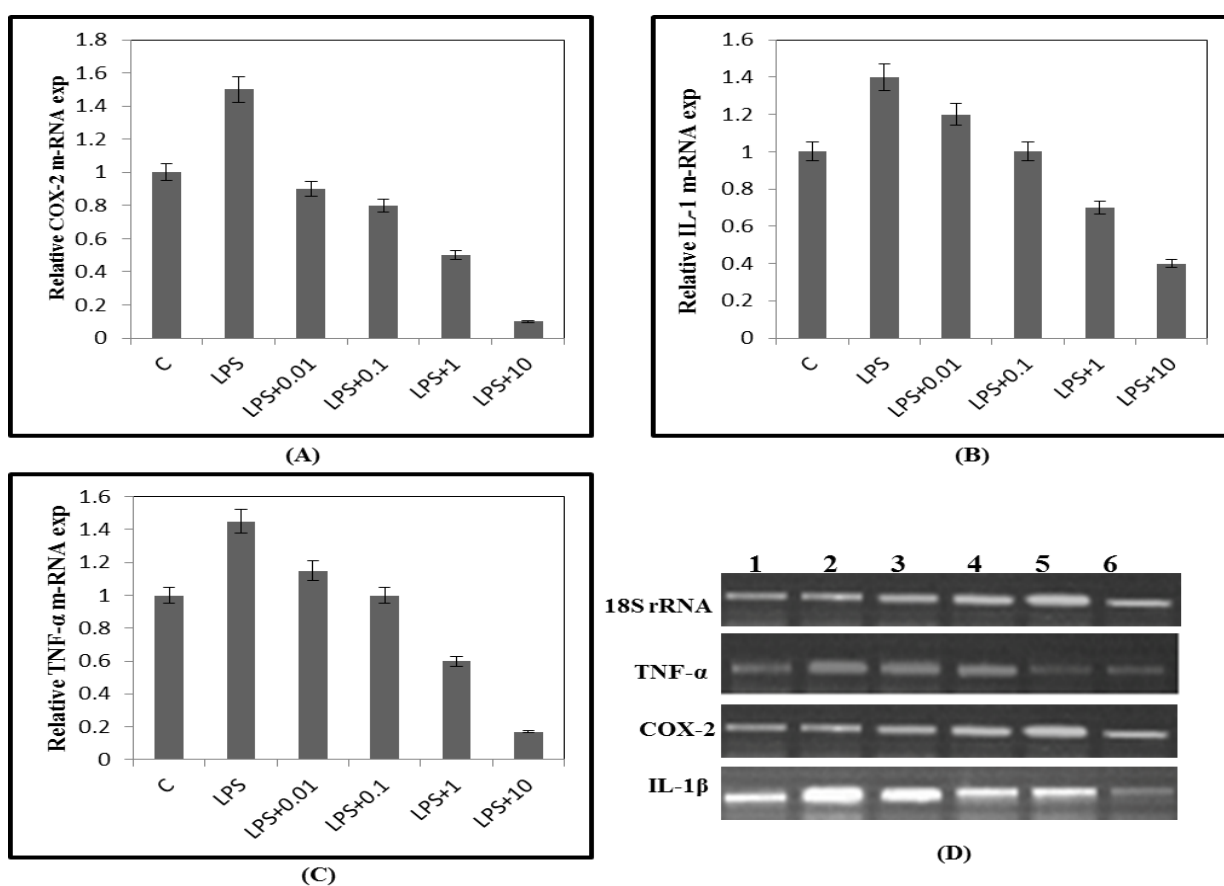 1.8
1.6
1.4
1.2
1
0.8
0.6
0.4
0.2
0
Relative COX-2 m-RNA exp
C
LPS
LPS+0.01
LPS+0.1
LPS+1
LPS+10
(A)
1.6
1.4
1.2
1
0.8
0.6
0.4
0.2
0
Relative IL-1 m-RNA exp
C
LPS
LPS+0.01
LPS+0.1
LPS+1
LPS+10
(B)
1.6
1.4
1.2
1
0.8
0.6
0.4
0.2
0
Relative TNF-α m-RNA exp
C
LPS
LPS+0.01
LPS+0.1
LPS+1
LPS+10
(C)
1 2 3 4 5 6
18S rRNA
TNF-α
COX-2
IL-1β
(D)